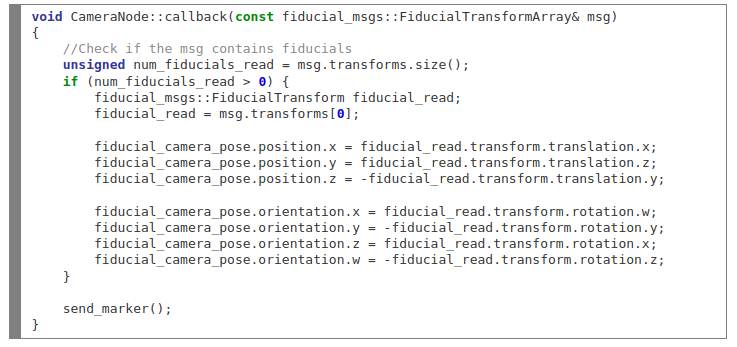 void CameraNode::callback(const fiducial_msgs::FiducialTransformArray& msg)
{
    //Check if the msg contains fiducials
    unsigned num_fiducials_read = msg.transforms.size();
    if (num_fiducials_read > 0) {
        fiducial_msgs::FiducialTransform fiducial_read;
        fiducial_read = msg.transforms[0];

        fiducial_camera_pose.position.x = fiducial_read.transform.translation.x;
        fiducial_camera_pose.position.y = fiducial_read.transform.translation.z;
        fiducial_camera_pose.position.z = -fiducial_read.transform.translation.y;

        fiducial_camera_pose.orientation.x = fiducial_read.transform.rotation.w;
        fiducial_camera_pose.orientation.y = -fiducial_read.transform.rotation.y;
        fiducial_camera_pose.orientation.z = fiducial_read.transform.rotation.x;
        fiducial_camera_pose.orientation.w = -fiducial_read.transform.rotation.z;
    }

    send_marker();
}